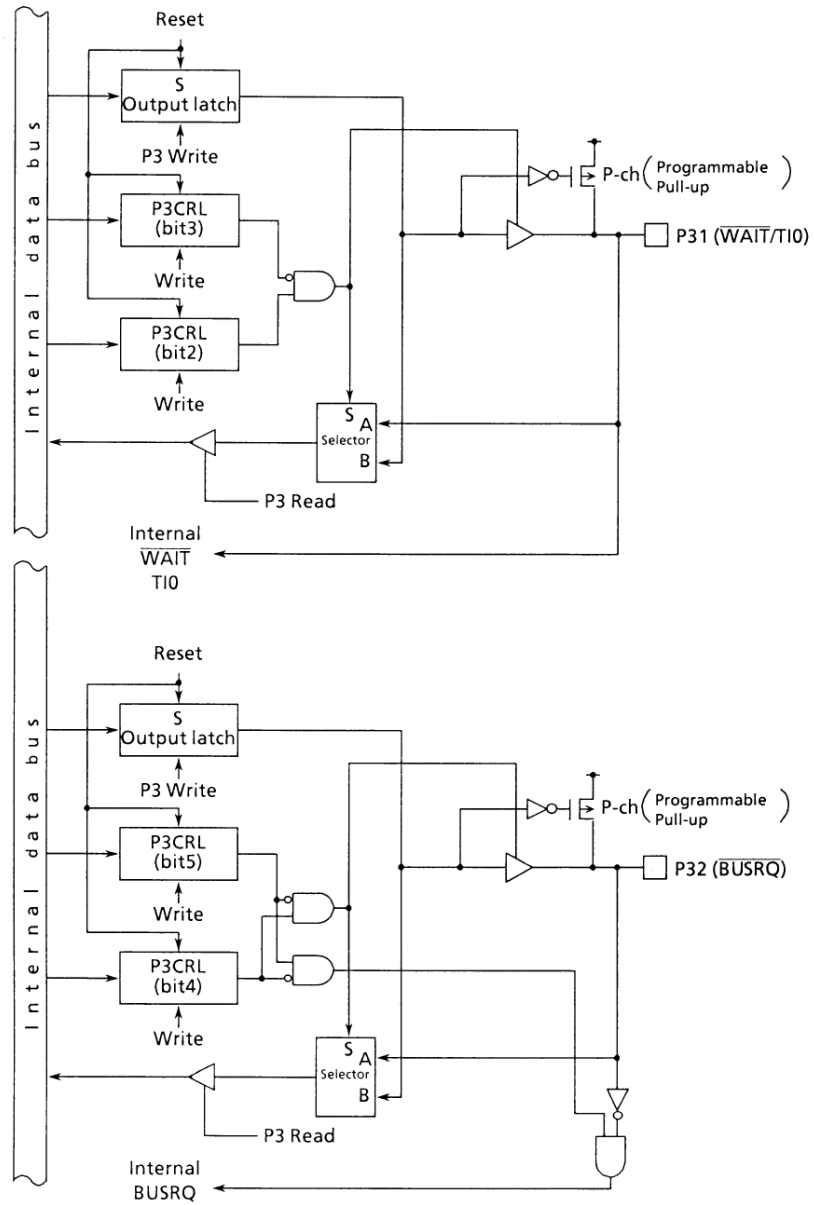 Reset
S
Output latch
P3 Write
P3CRL
(bit3)
Write
P3CRL
(bit2)
Write
Internal data bus
P-ch ( Programmable
Pull-up )
P31 (WAIT/TI0)
S
A
Selector
B
P3 Read
Internal
WAIT
TI0
Reset
S
Output latch
P3 Write
P3CRL
(bit5)
Write
P3CRL
(bit4)
Write
Internal data bus
P-ch ( Programmable
Pull-up )
P32 (BUSRQ)
S
A
Selector
B
P3 Read
Internal
BUSRQ